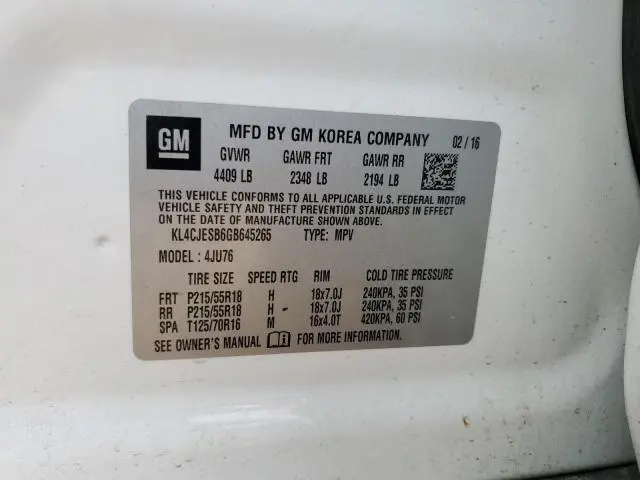 GM
MFD BY GM KOREA COMPANY 02 / 16
GVWR GAWR FRT GAWR RR
4409 LB 2348 LB 2194 LB
THIS VEHICLE CONFORMS TO ALL APPLICABLE U.S. FEDERAL MOTOR
VEHICLE SAFETY AND THEFT PREVENTION STANDARDS IN EFFECT
ON THE DATE OF MANUFACTURE SHOWN ABOVE.
KL4CJESB6GB645265 TYPE: MPV
MODEL : 4JU76
TIRE SIZE SPEED RTG RIM COLD TIRE PRESSURE
FRT P215/55R18 H 18x7.0J 240KPA, 35 PSI
RR P215/55R18 H 18x7.0J 240KPA, 35 PSI
SPA T125/70R16 M 16x4.0T 420KPA, 60 PSI
SEE OWNER'S MANUAL FOR MORE INFORMATION.